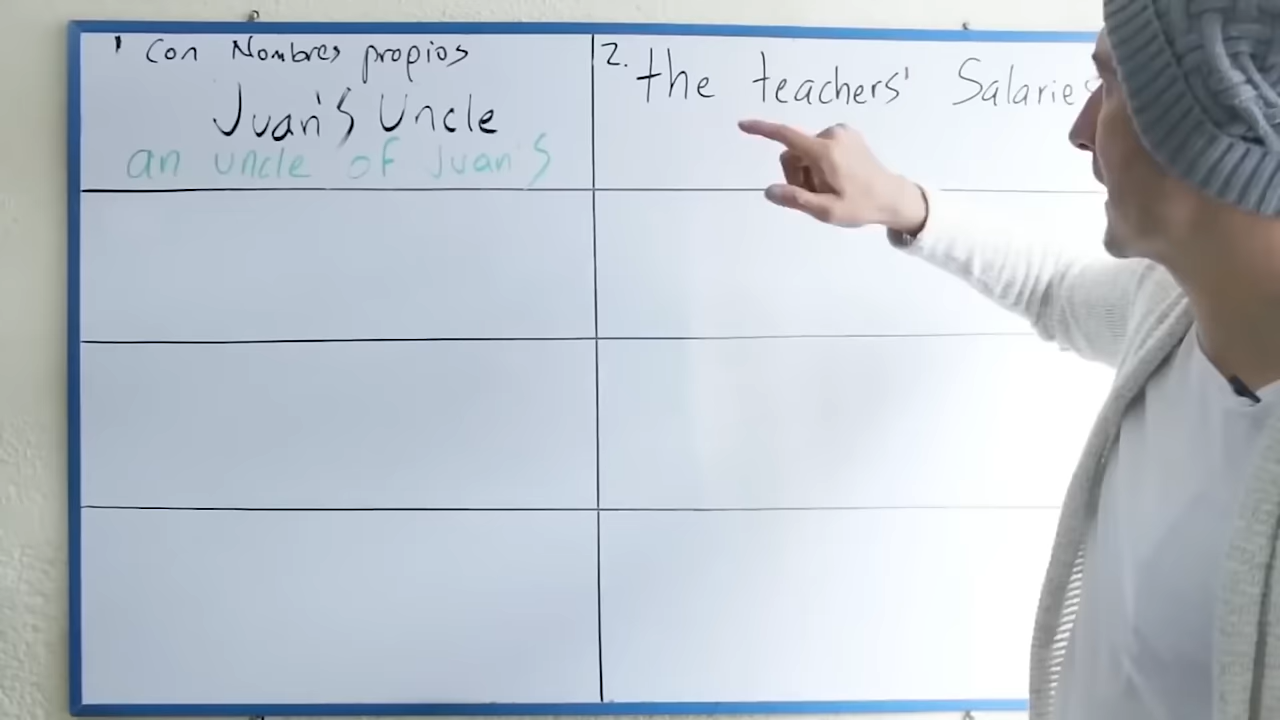 1 Con Nombres propios
Juan's Uncle
an uncle of Juan's
2. the teachers' Salaries